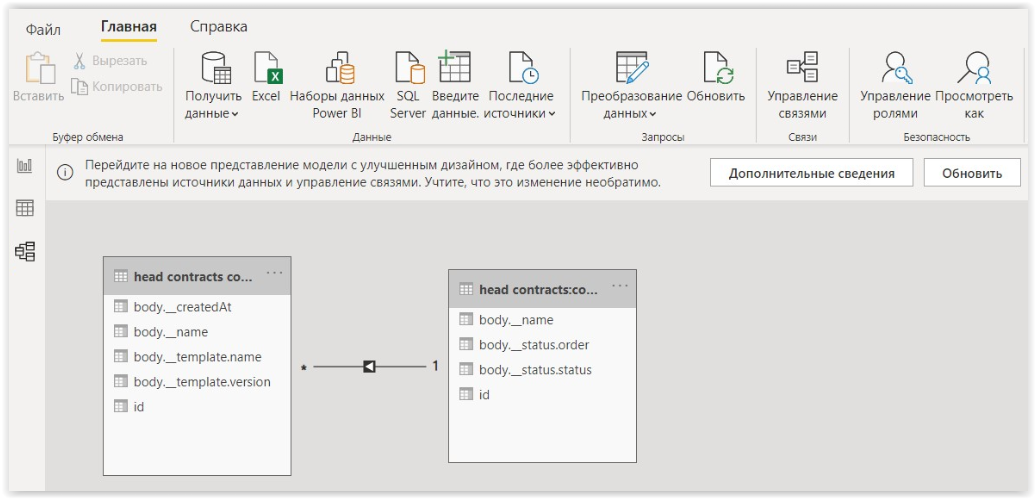 Файл Главная Справка
Вставить
Вырезать
Копировать
Буфер обмена
Получить данные
Excel
Наборы данных Power BI
SQL Server
Введите данные.
Последние источники
Данные
Преобразование данных
Обновить
Запросы
Управление связями
Связи
Управление ролями
Просмотреть как
Безопасность
Перейдите на новое представление модели с улучшенным дизайном, где более эффективно
представлены источники данных и управление связями. Учтите, что это изменение необратимо.
Дополнительные сведения
Обновить
head contracts co...
body.__createdAt
body.__name
body.__template.name
body.__template.version
id
* 1
head contracts:co...
body.__name
body.__status.order
body.__status.status
id